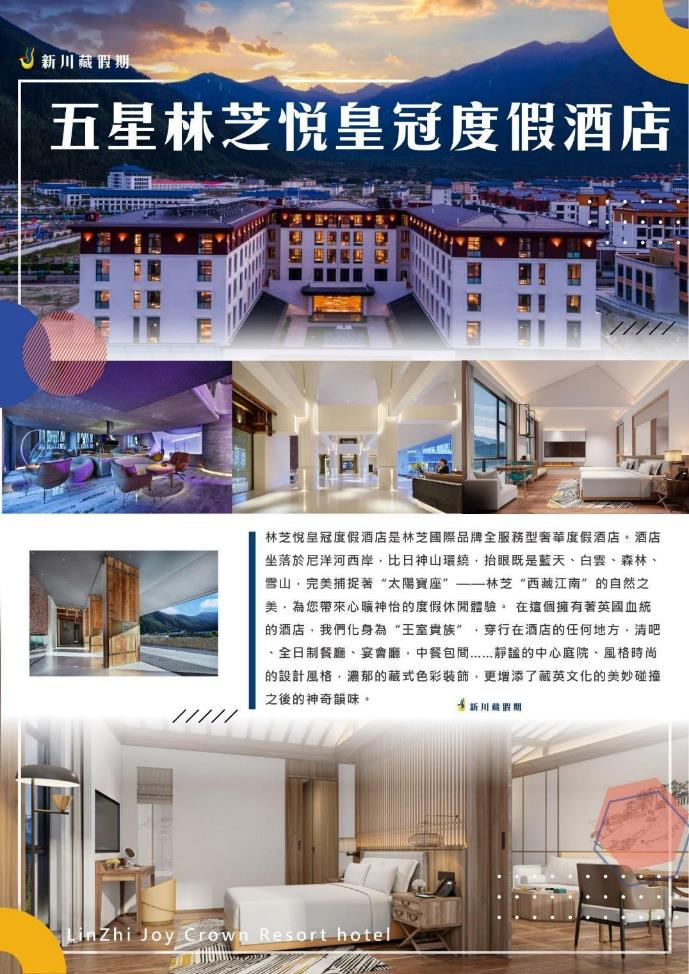 新川藏假期
五星林芝悦皇冠度假酒店
林芝悅皇冠度假酒店是林芝國際品牌全服務型奢華度假酒店。酒店
坐落於尼洋河西岸，比日神山環繞，抬眼既是藍天、白雲、森林、
雪山，完美捕捉著“太陽寶座”——林芝“西藏江南”的自然之
美，為您帶來心曠神怡的度假休閒體驗。 在這個擁有著英國血統
的酒店，我們化身為“王室貴族”，穿行在酒店的任何地方，清吧
、全日制餐廳、宴會廳，中餐包間……靜謐的中心庭院、風格時尚
的設計風格，濃郁的藏式色彩裝飾，更增添了藏英文化的美妙碰撞
之後的神奇韻味。
新川藏假期
LinZhi Joy Crown Resort hotel